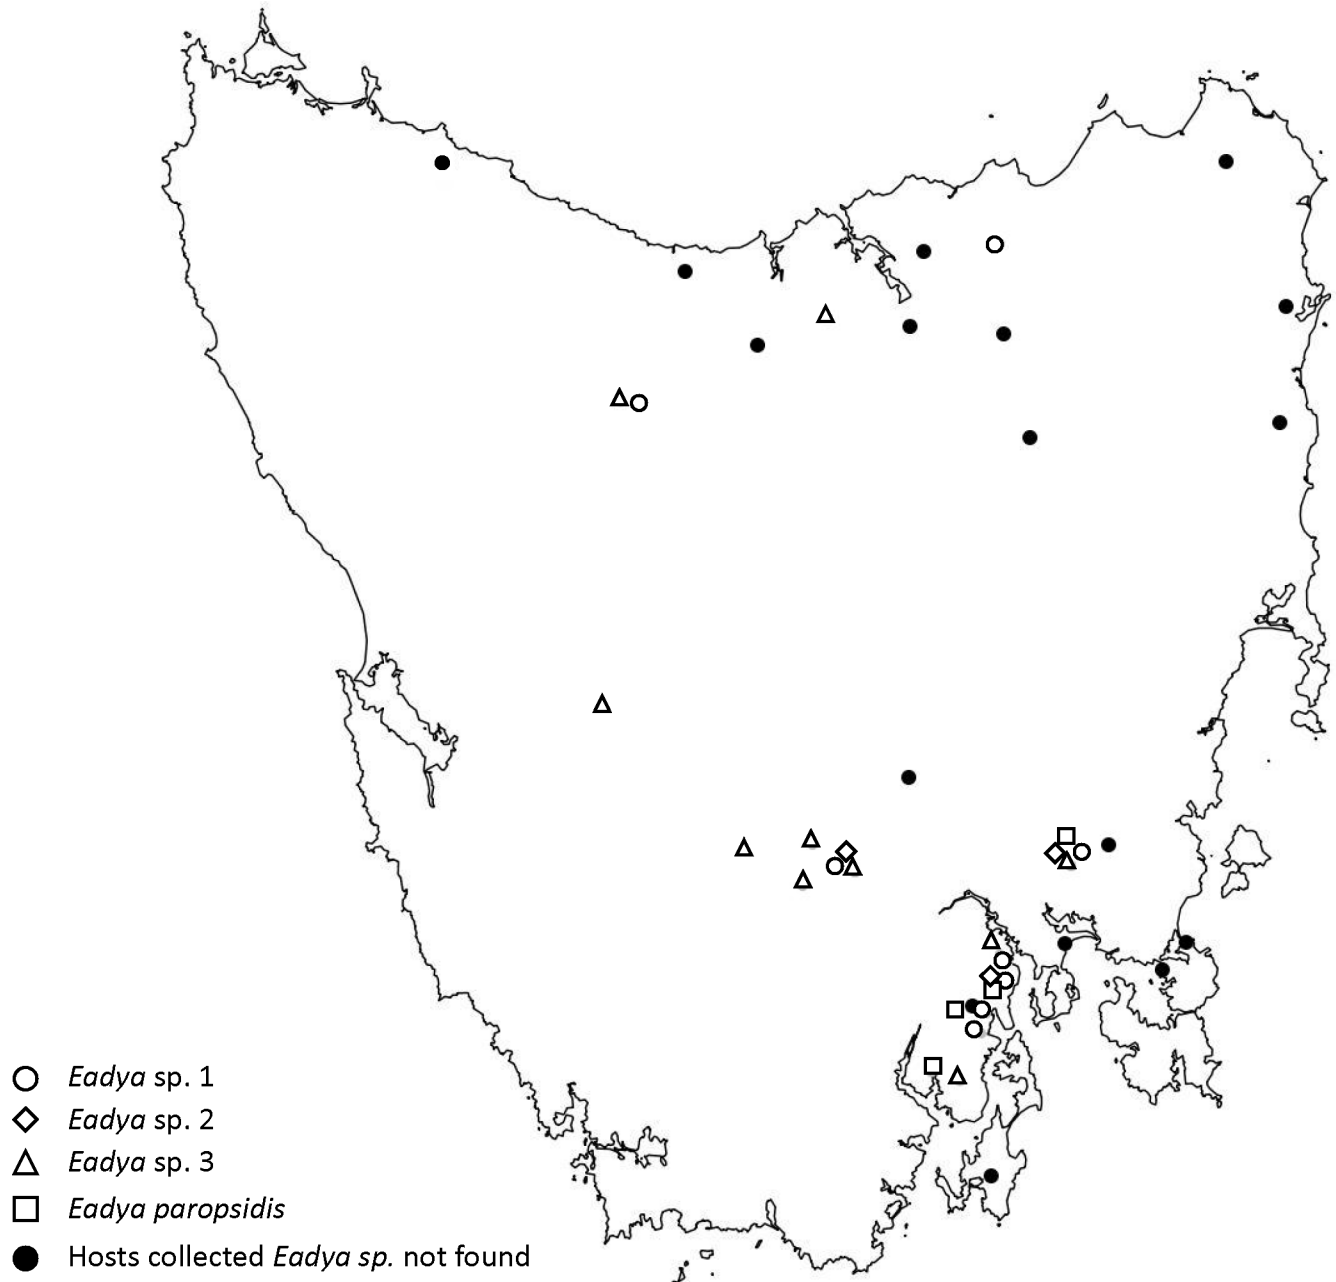 Eadya sp. 1
Eadya sp. 2
Eadya sp. 3
Eadya paropsidis
Hosts collected Eadya sp. not found